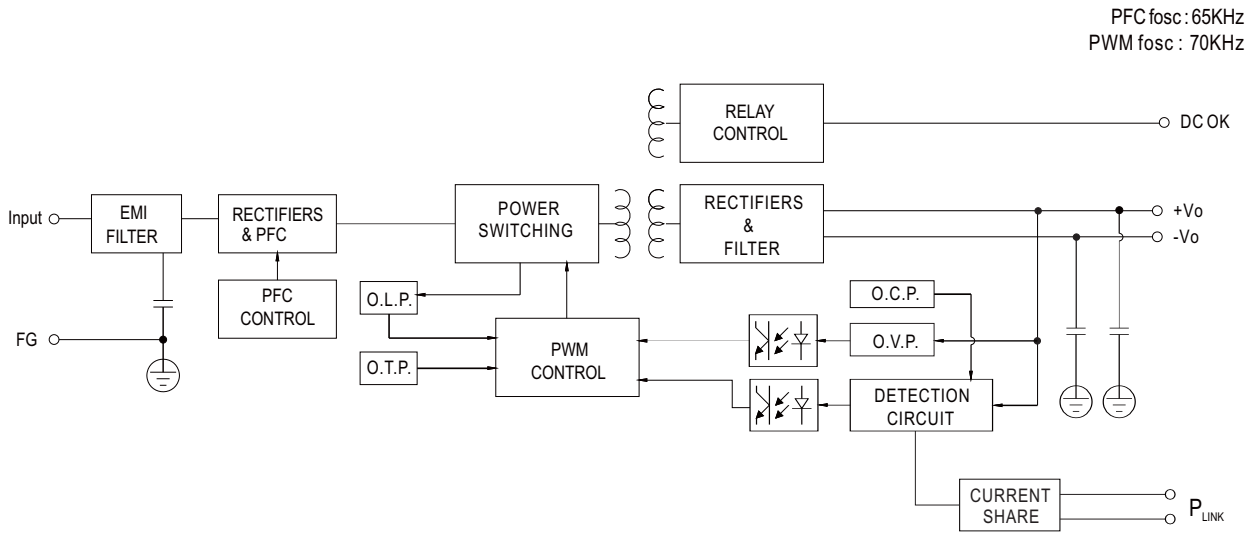 PFC fosc : 65KHz
PWM fosc : 70KHz
RELAY
CONTROL
DC OK
Input
EMI
FILTER
RECTIFIERS
& PFC
POWER
SWITCHING
RECTIFIERS
&
FILTER
+Vo
-Vo
PFC
CONTROL
O.L.P.
O.C.P.
FG
O.T.P.
PWM
CONTROL
O.V.P.
DETECTION
CIRCUIT
CURRENT
SHARE
PLINK